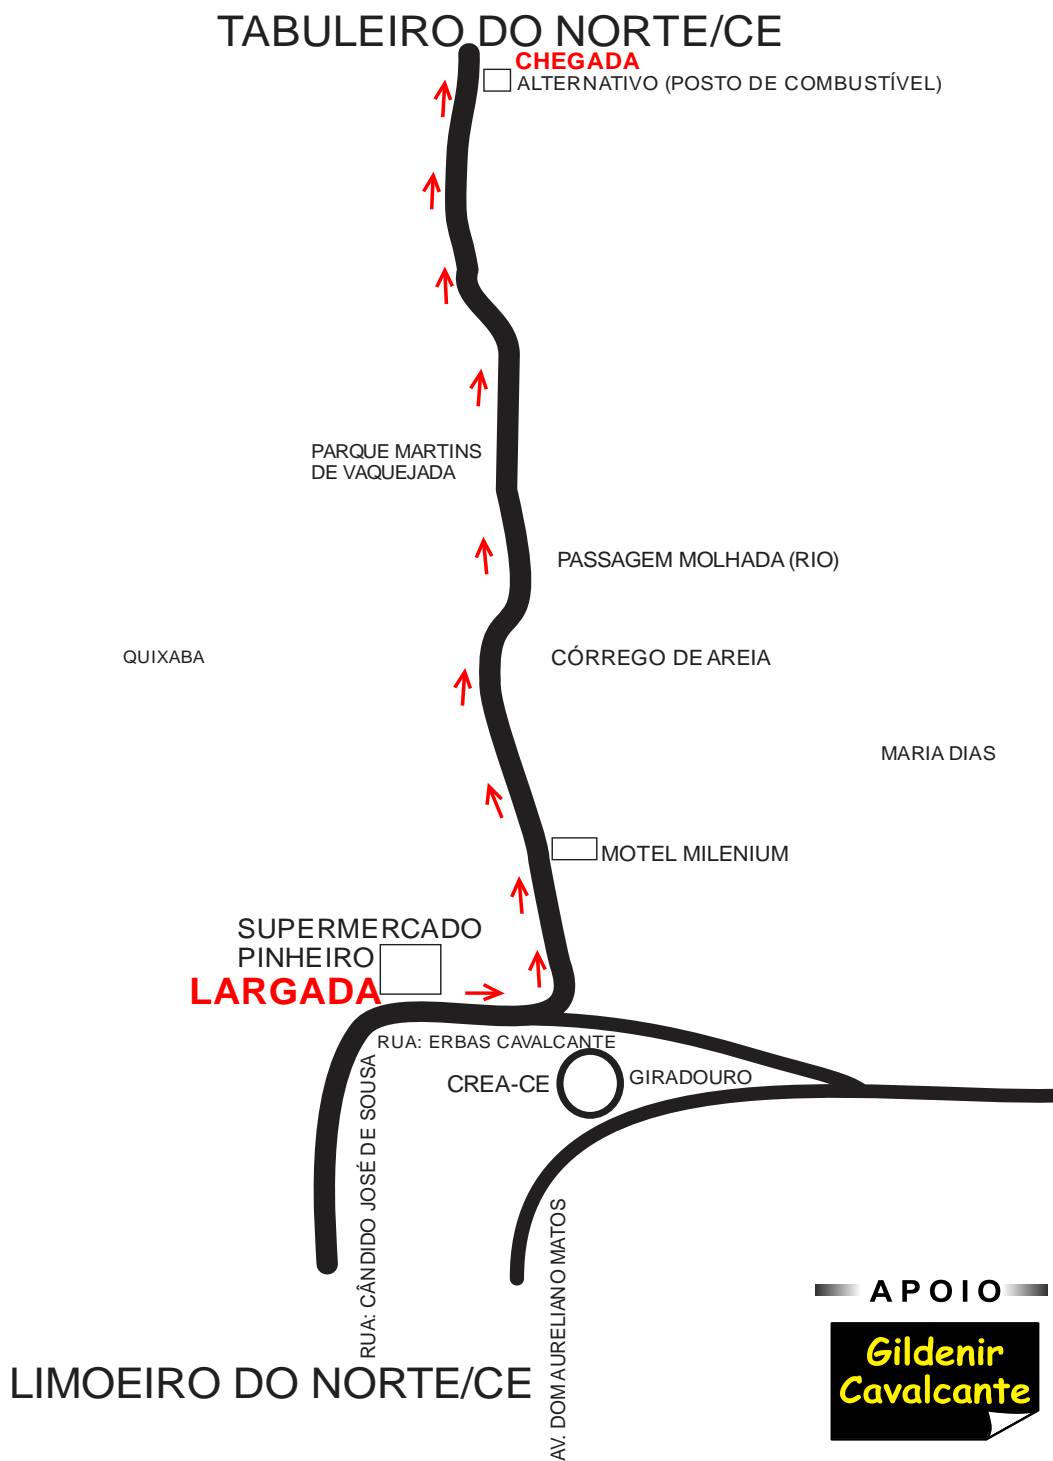 TABULEIRO DO NORTE/CE
CHEGADA
ALTERNATIVO (POSTO DE COMBUSTÍVEL)
PARQUE MARTINS
DE VAQUEJADA
PASSAGEM MOLHADA (RIO)
QUIXABA
CÓRREGO DE AREIA
MARIA DIAS
MOTEL MILENIUM
SUPERMERCADO
PINHEIRO
LARGADA
RUA: ERBAS CAVALCANTE
CREA-CE
GIRADOURO
RUA: CÂNDIDO JOSÉ DE SOUSA
AV. DOM AURELIANO MATOS
LIMOEIRO DO NORTE/CE
APOIO
Gildenir
Cavalcante